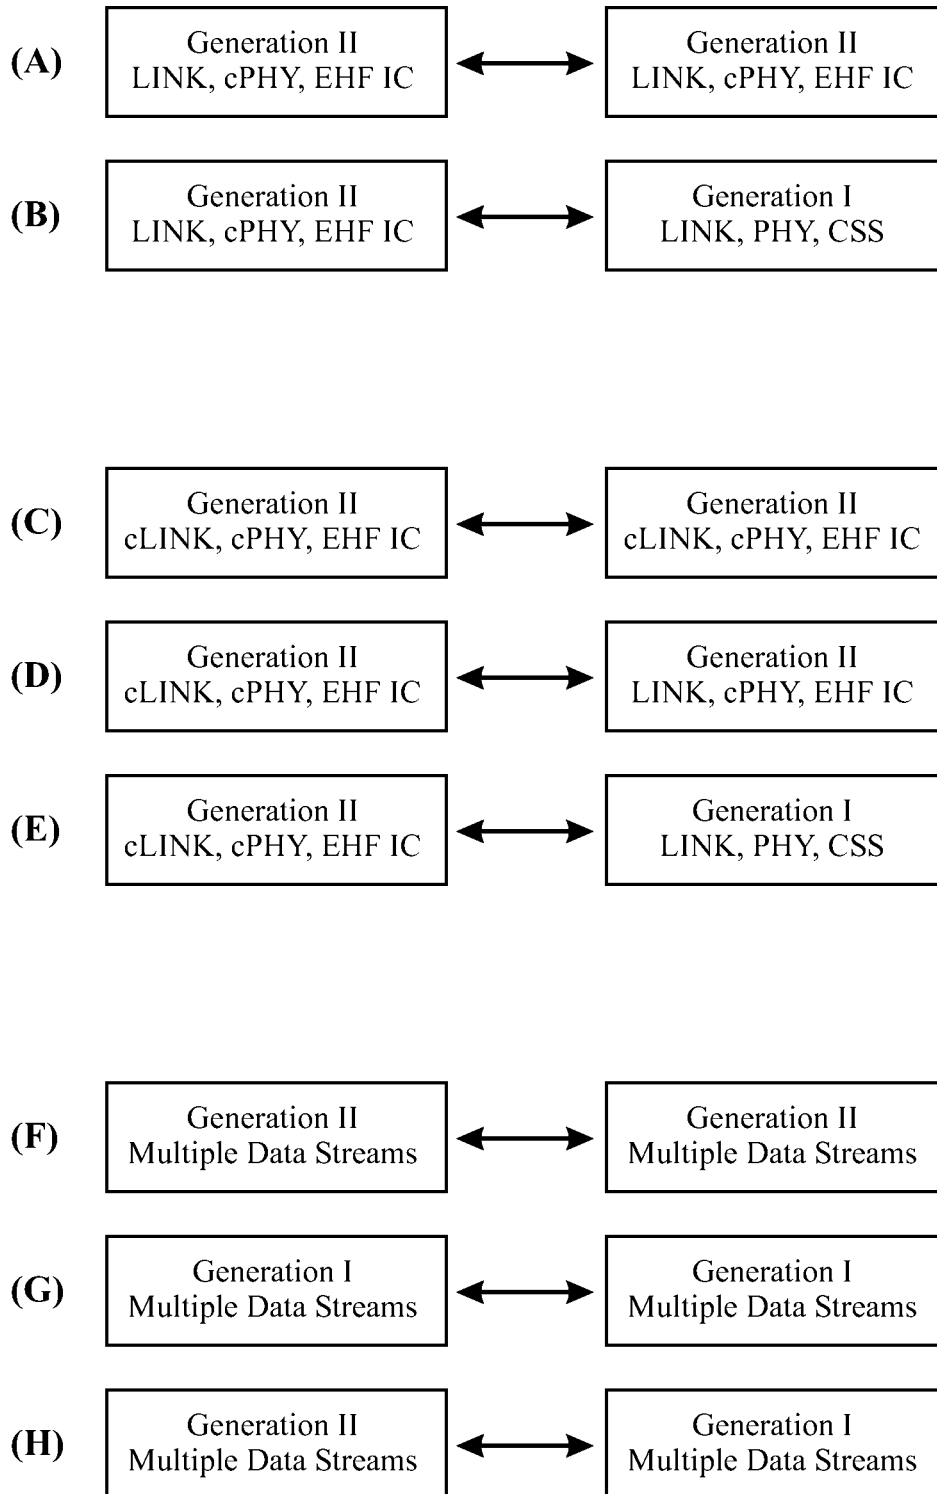 (A)
Generation II
LINK, cPHY, EHF IC
Generation II
LINK, cPHY, EHF IC
(B)
Generation II
LINK, cPHY, EHF IC
Generation I
LINK, PHY, CSS
(C)
Generation II
cLINK, cPHY, EHF IC
Generation II
cLINK, cPHY, EHF IC
(D)
Generation II
cLINK, cPHY, EHF IC
Generation II
LINK, cPHY, EHF IC
(E)
Generation II
cLINK, cPHY, EHF IC
Generation I
LINK, PHY, CSS
(F)
Generation II
Multiple Data Streams
Generation II
Multiple Data Streams
(G)
Generation I
Multiple Data Streams
Generation I
Multiple Data Streams
(H)
Generation II
Multiple Data Streams
Generation I
Multiple Data Streams